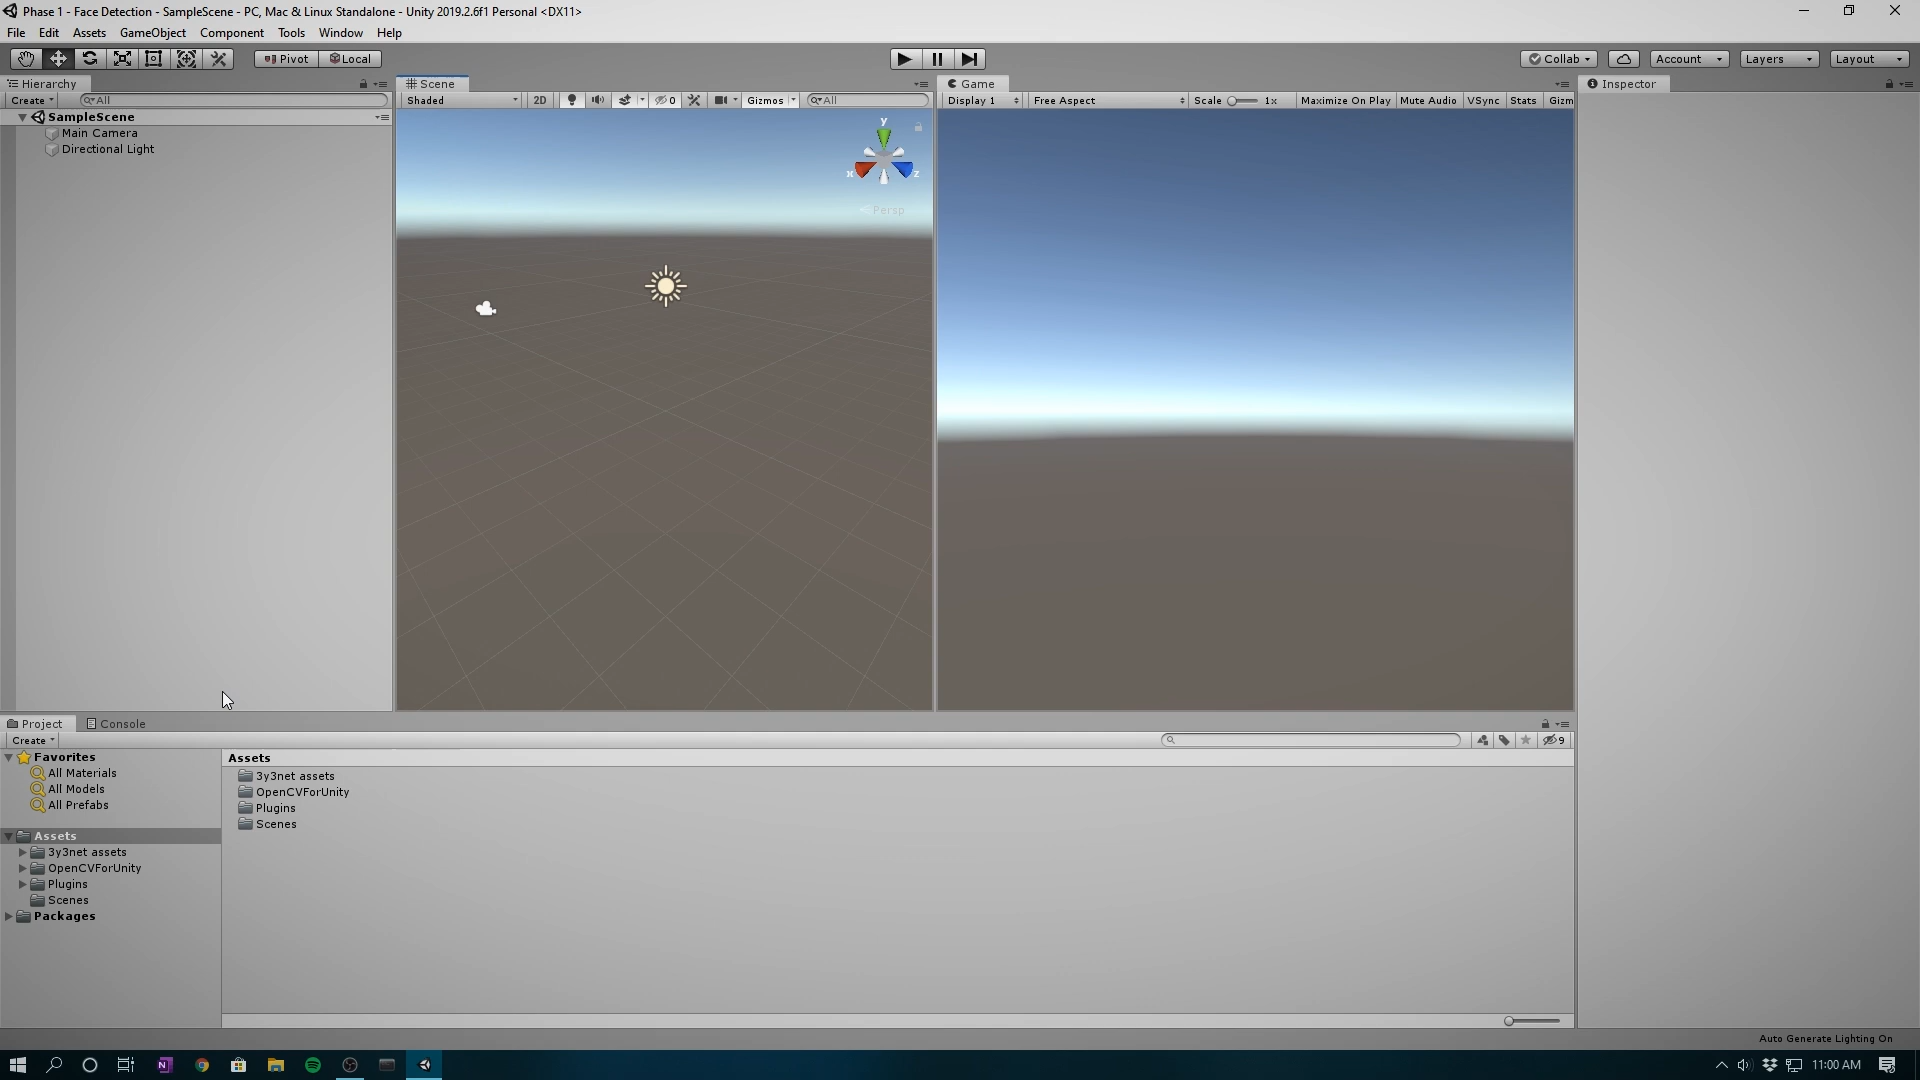 Phase 1 - Face Detection - SampleScene - PC, Mac & Linux Standalone - Unity 2019.2.6f1 Personal <DX11>
File Edit Assets GameObject Component Tools Window Help
Pivot Local Collab Account Layers Layout
Hierarchy Scene Game Inspector
Create All Shaded 2D 0 Gizmos All Display 1 Free Aspect Scale 1x Maximize On Play Mute Audio VSync Stats Gizm
SampleScene
Main Camera
Directional Light
y
x z
Persp
Project Console
Create 9
Favorites
All Materials
All Models
All Prefabs
Assets
3y3net assets
OpenCVForUnity
Plugins
Scenes
Packages
Assets
3y3net assets
OpenCVForUnity
Plugins
Scenes
Auto Generate Lighting On
N 11:00 AM